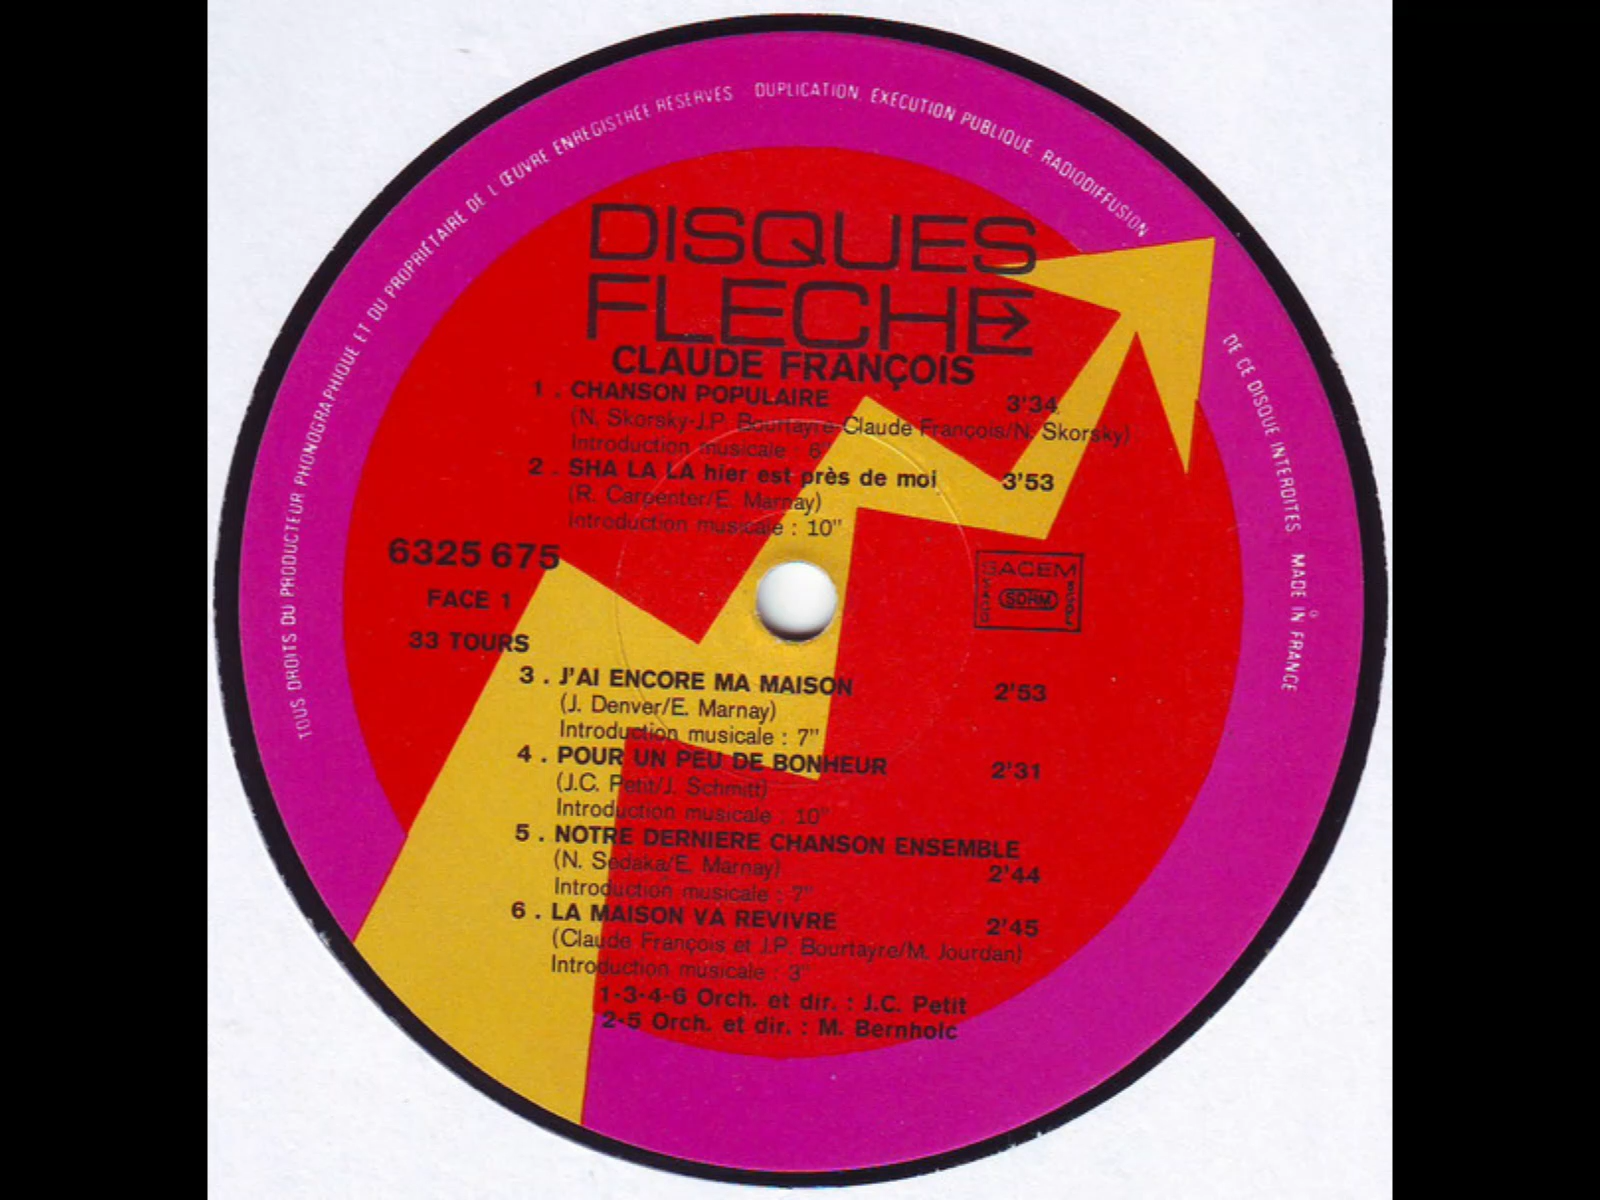 TOUS DROITS DU PRODUCTEUR PHONOGRAPHIQUE ET DU PROPRIÉTAIRE DE L'ŒUVRE ENREGISTRÉE RÉSERVÉS DUPLICATION, EXÉCUTION PUBLIQUE, RADIODIFFUSION
DE CE DISQUE INTERDITES MADE IN FRANCE
DISQUES
FLECHE
CLAUDE FRANÇOIS
1 . CHANSON POPULAIRE 3'34
(N. Skorsky-J.P. Bourtayre-Claude François/N. Skorsky)
Introduction musicale : 6"
2 . SHA LA LA hier est près de moi 3'53
(R. Carpenter/E. Marnay)
Introduction musicale : 10"
6325 675
FACE 1
33 TOURS
SACEM
SDRM
3 . J'AI ENCORE MA MAISON 2'53
(J. Denver/E. Marnay)
Introduction musicale : 7"
4 . POUR UN PEU DE BONHEUR 2'31
(J.C. Petit/J. Schmitt)
Introduction musicale : 10"
5 . NOTRE DERNIERE CHANSON ENSEMBLE
(N. Sedaka/E. Marnay) 2'44
Introduction musicale : 7"
6 . LA MAISON VA REVIVRE 2'45
(Claude François et J.P. Bourtayre/M. Jourdan)
Introduction musicale : 3"
1-3-4-6 Orch. et dir. : J.C. Petit
2-5 Orch. et dir. : M. Bernholc